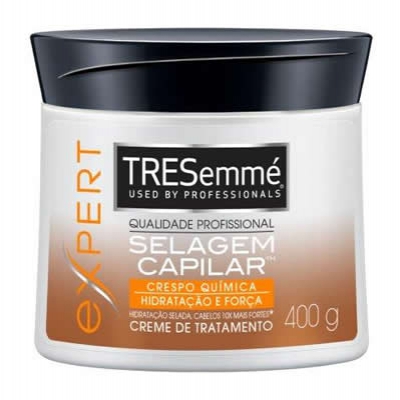 TRESemmé
USED BY PROFESSIONALS
eXPERT
QUALIDADE PROFISSIONAL
SELAGEM
CAPILAR™
CRESPO QUÍMICA
HIDRATAÇÃO E FORÇA
HIDRATAÇÃO SELADA, CABELOS 10X MAIS FORTES*
CREME DE TRATAMENTO
400 g